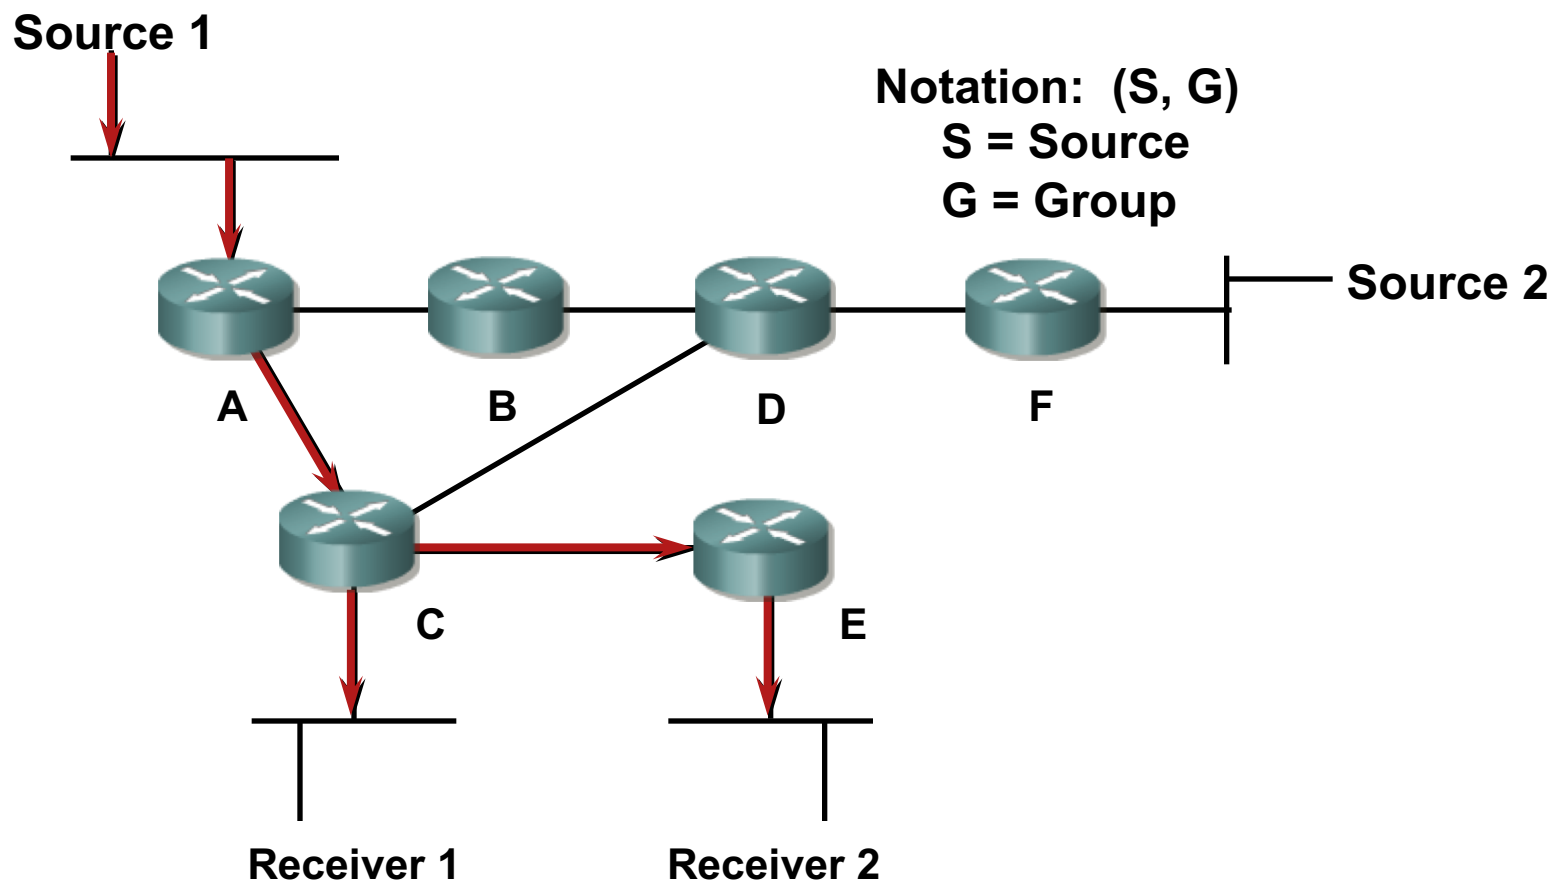 Source 1
Notation: (S, G)
S = Source
G = Group
Source 2
A
B
D
F
C
E
Receiver 1
Receiver 2